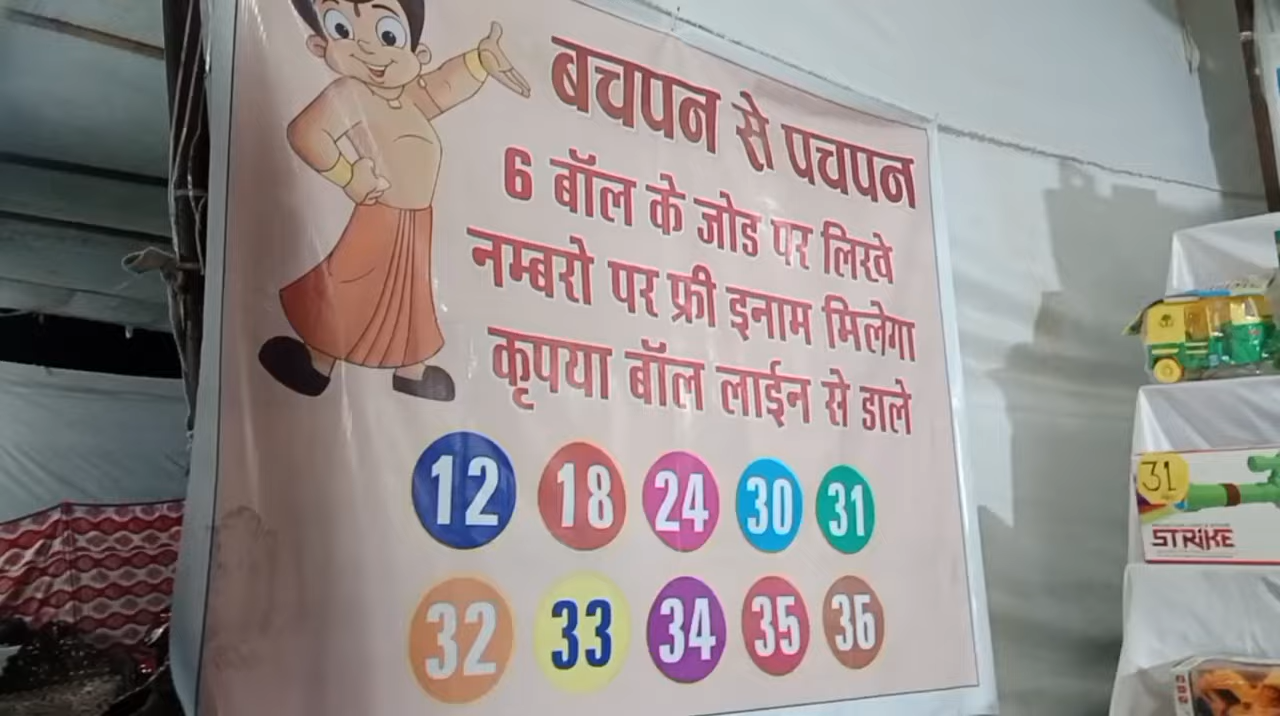 बचपन से पचपन
6 बॉल के जोड पर लिखे
नम्बरो पर फ्री इनाम मिलेगा
कृपया बॉल लाईन से डाले
12 18 24 30 31
32 33 34 35 36
31
STRIKE